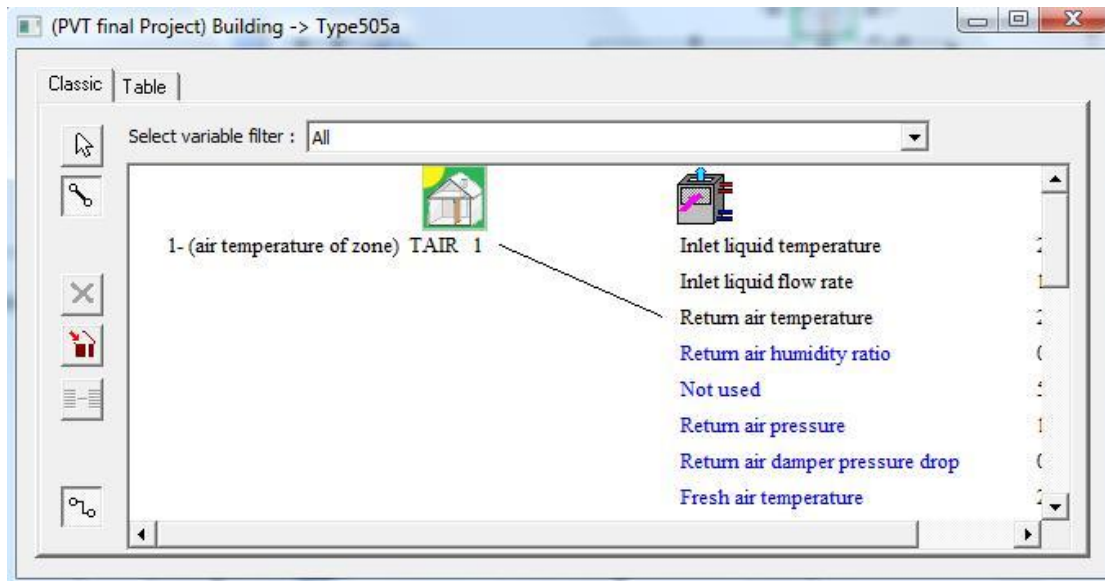 (PVT final Project) Building -> Type505a
Classic Table
Select variable filter : All
1- (air temperature of zone) TAIR 1
Inlet liquid temperature
Inlet liquid flow rate
Return air temperature
Return air humidity ratio
Not used
Return air pressure
Return air damper pressure drop
Fresh air temperature